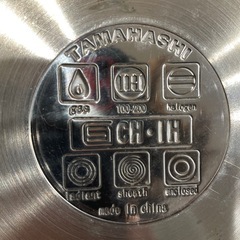 TAMAHASHI
IH
gas 100·200 halogen
CH·IH
radiant sheath enclosed
made in china